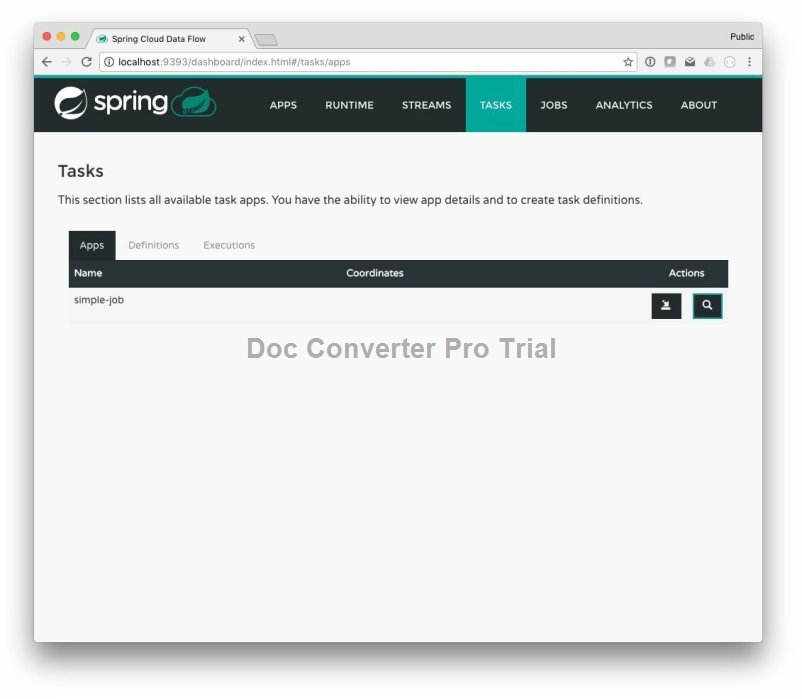 Spring Cloud Data Flow
Public
localhost:9393/dashboard/index.html#/tasks/apps
spring
APPS RUNTIME STREAMS TASKS JOBS ANALYTICS ABOUT
Tasks
This section lists all available task apps. You have the ability to view app details and to create task definitions.
Apps Definitions Executions
Name Coordinates Actions
simple-job
Doc Converter Pro Trial